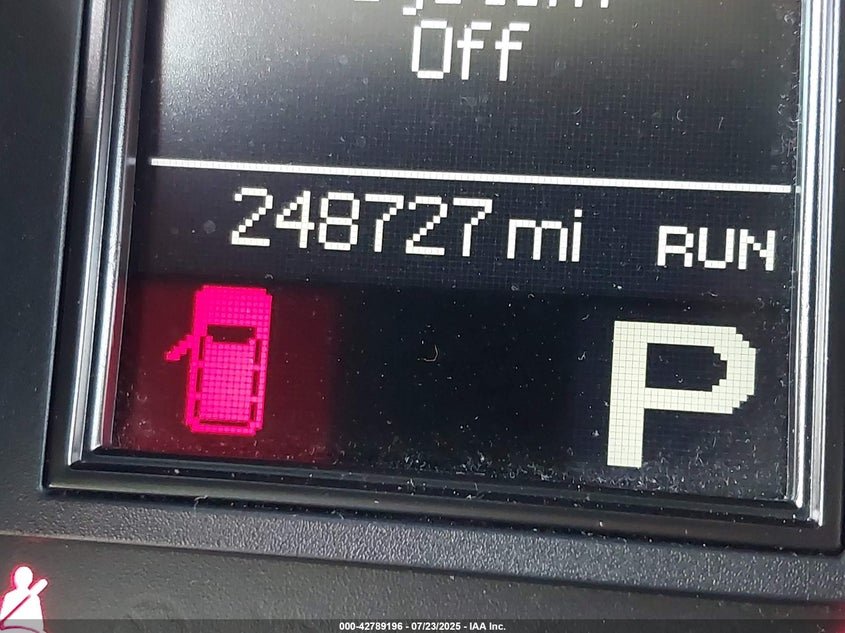 Off
248727 mi RUN
P
000-42789196 - 07/23/2025 - IAA Inc.